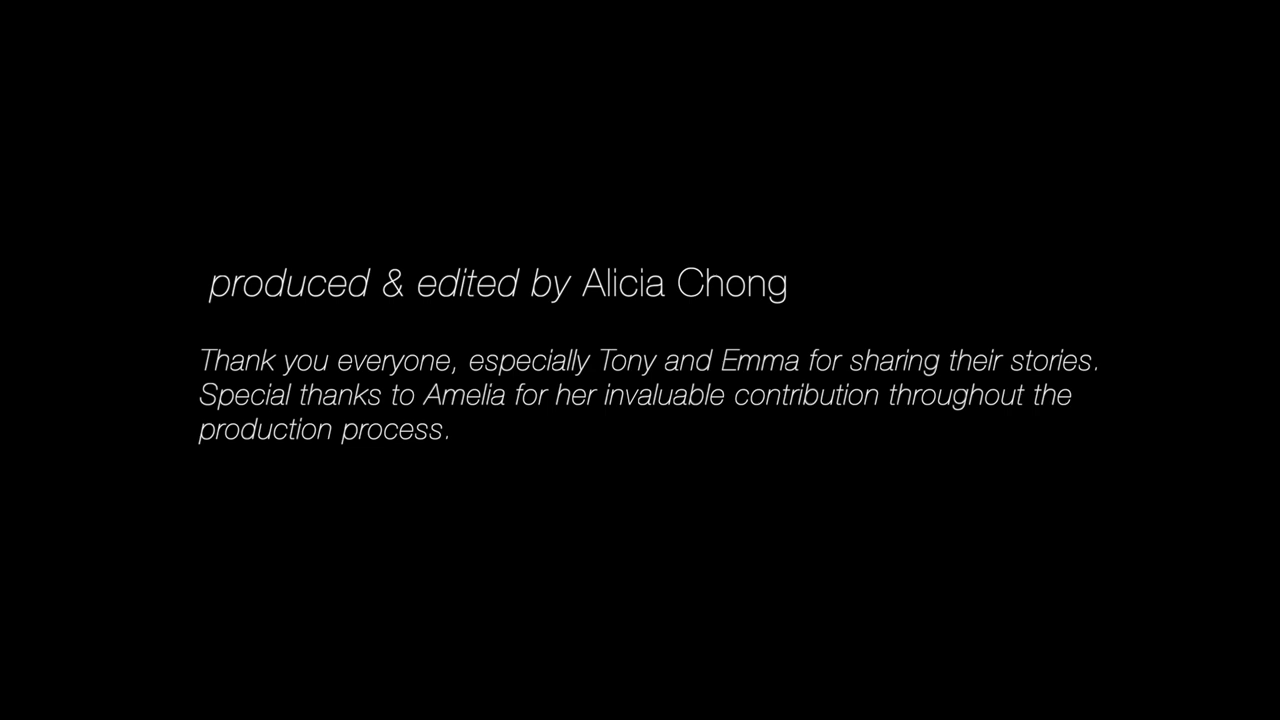 produced & edited by Alicia Chong
Thank you everyone, especially Tony and Emma for sharing their stories.
Special thanks to Amelia for her invaluable contribution throughout the
production process.